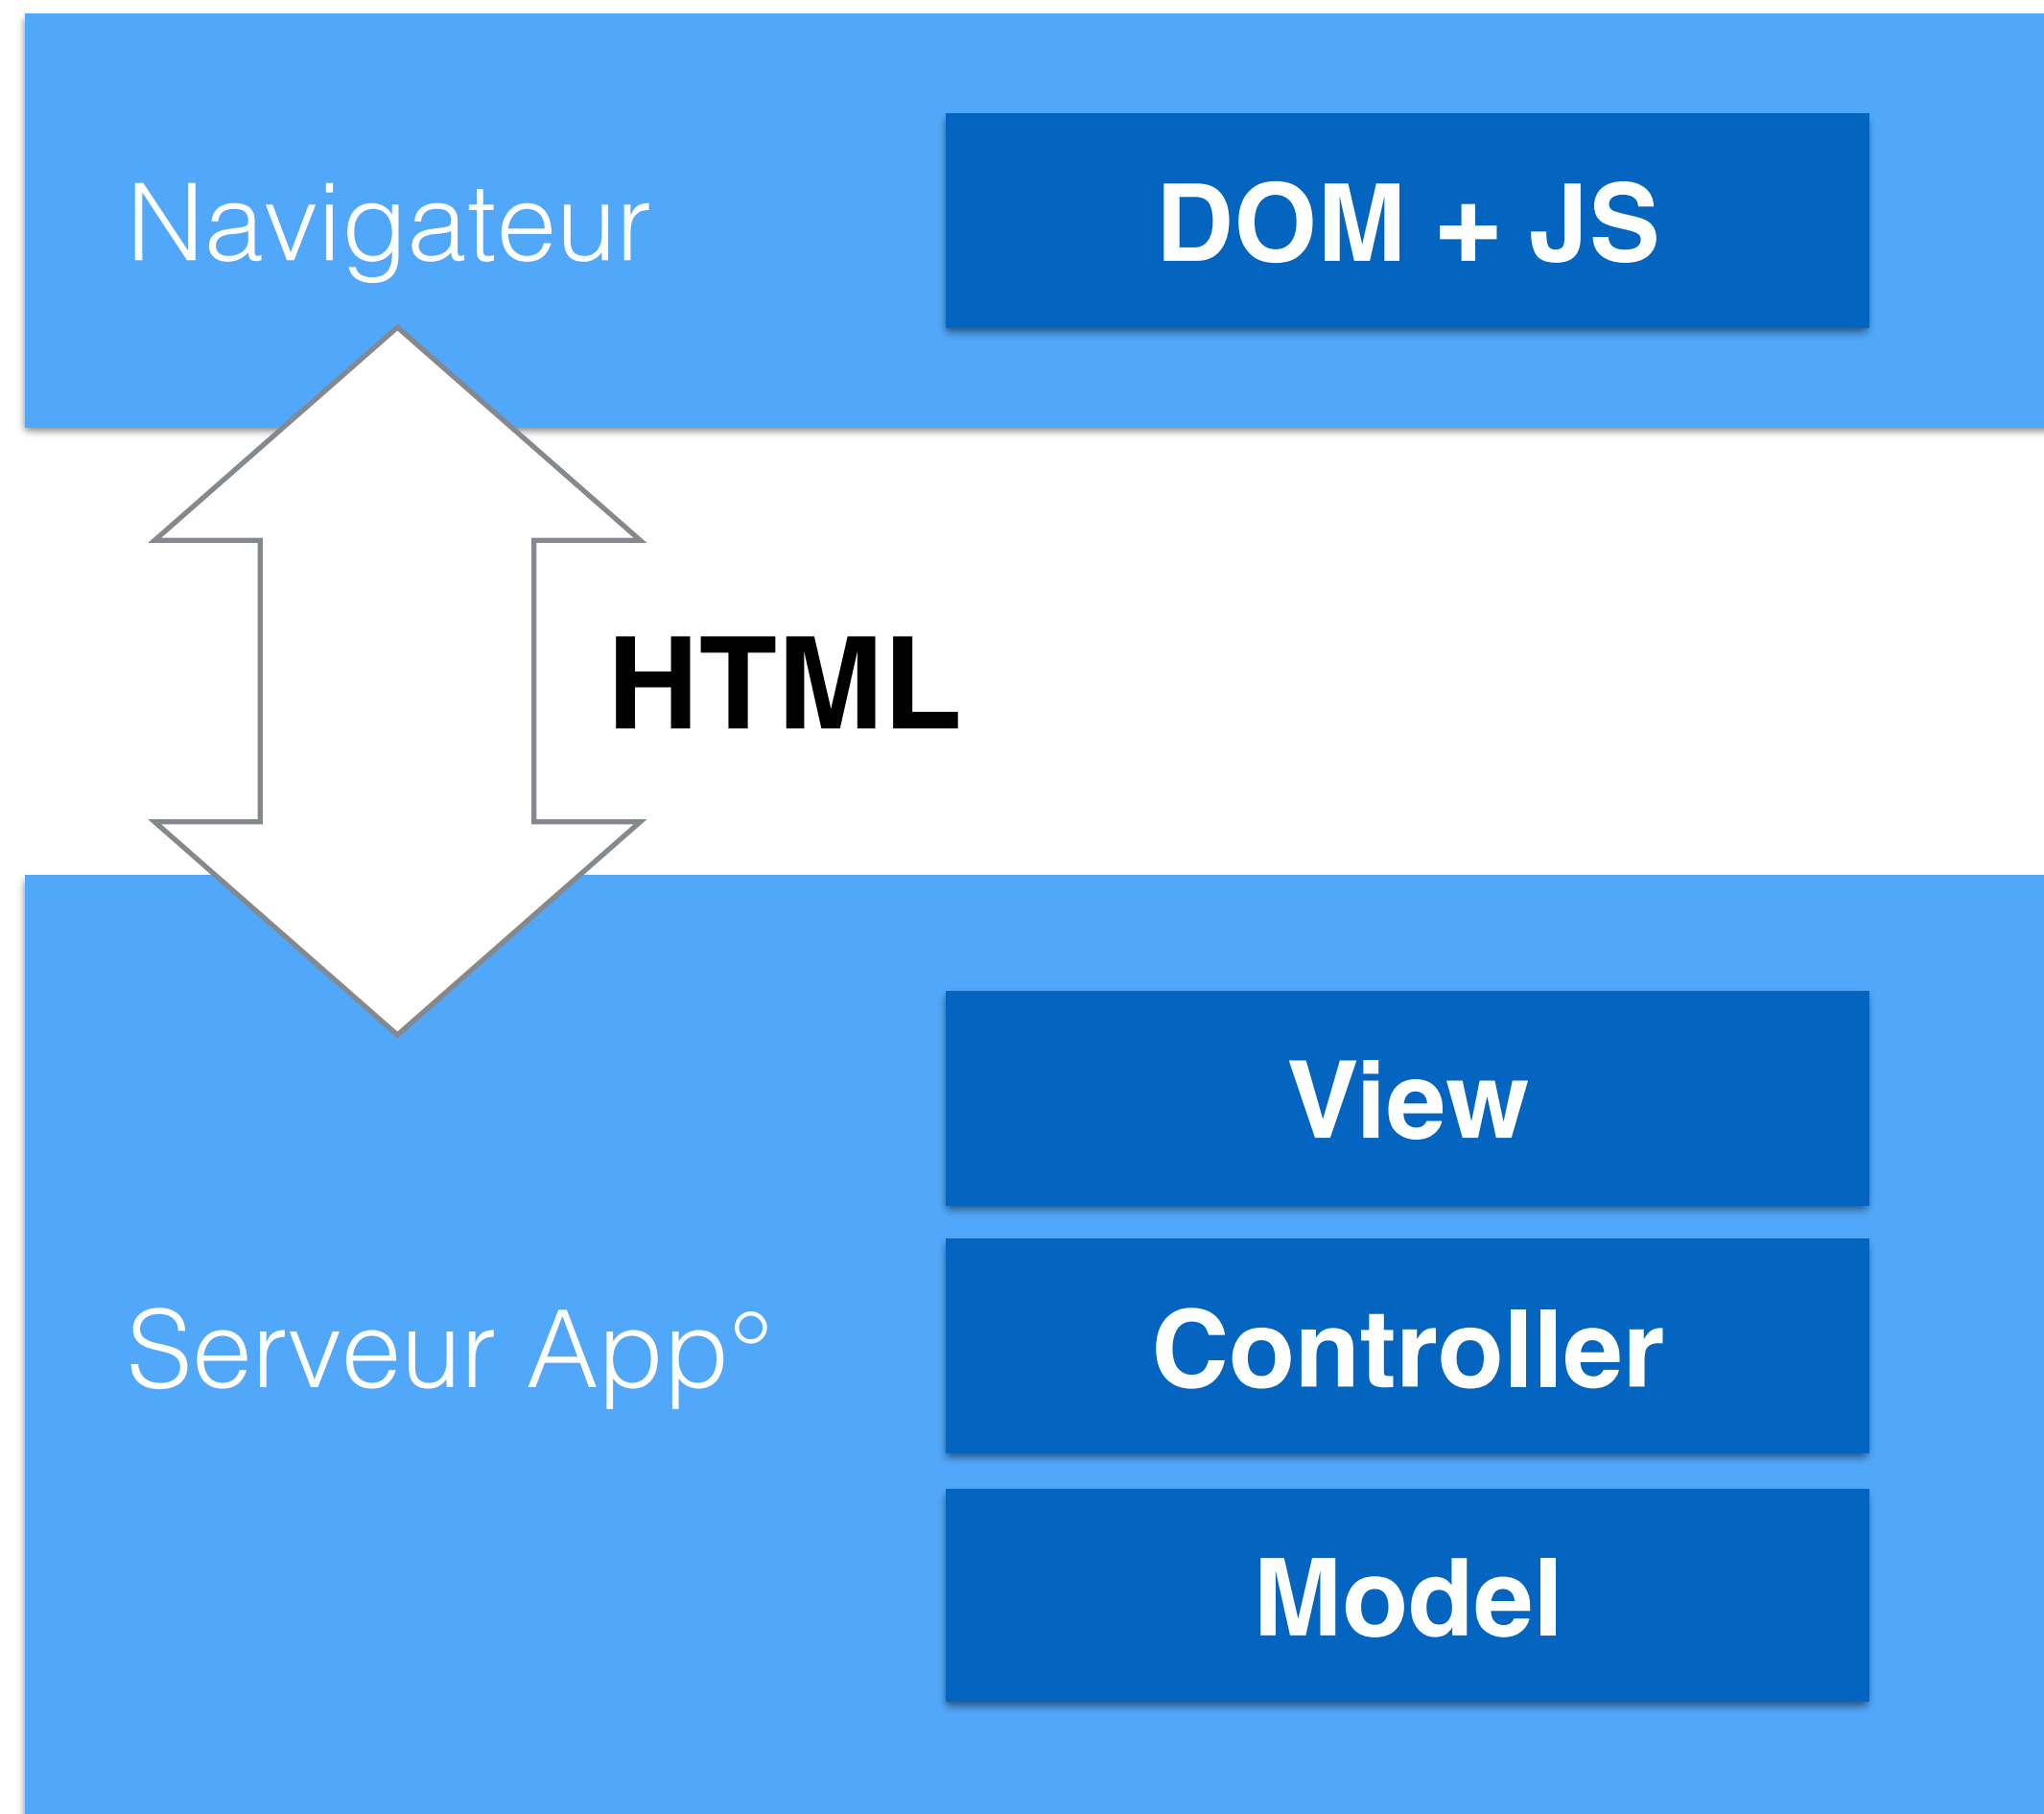 Navigateur
DOM + JS
HTML
View
Serveur App°
Controller
Model